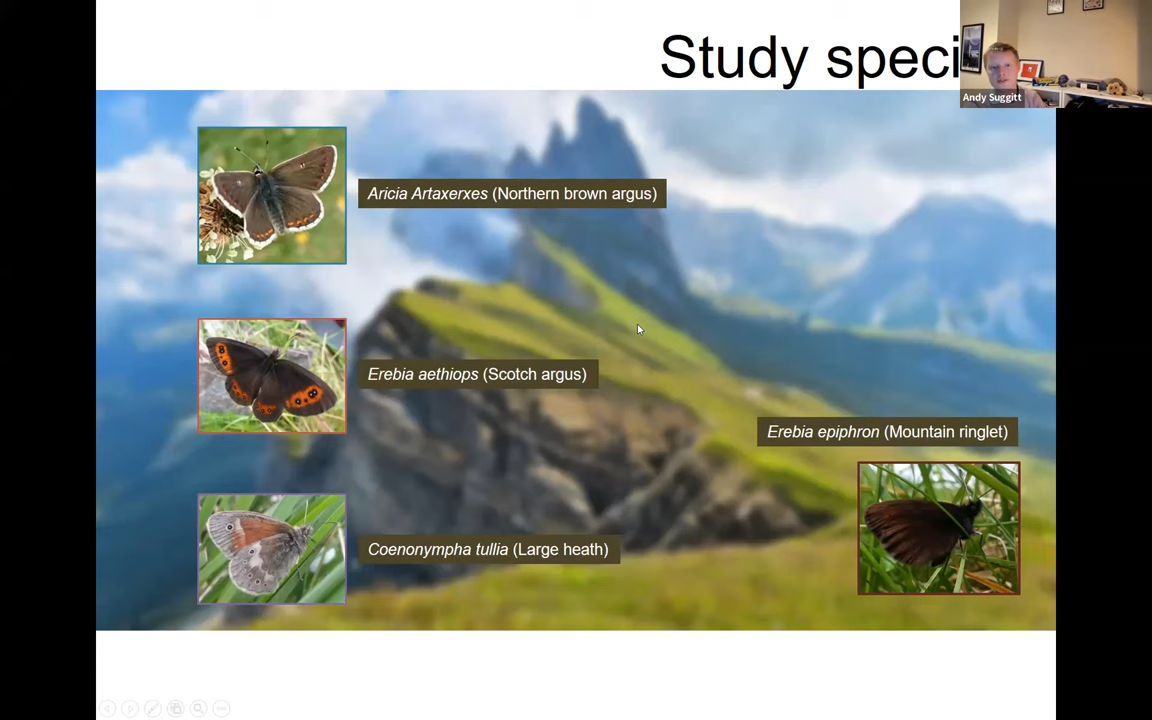 Study speci
Andy Suggitt
Aricia Artaxerxes (Northern brown argus)
Erebia aethiops (Scotch argus)
Erebia epiphron (Mountain ringlet)
Coenonympha tullia (Large heath)